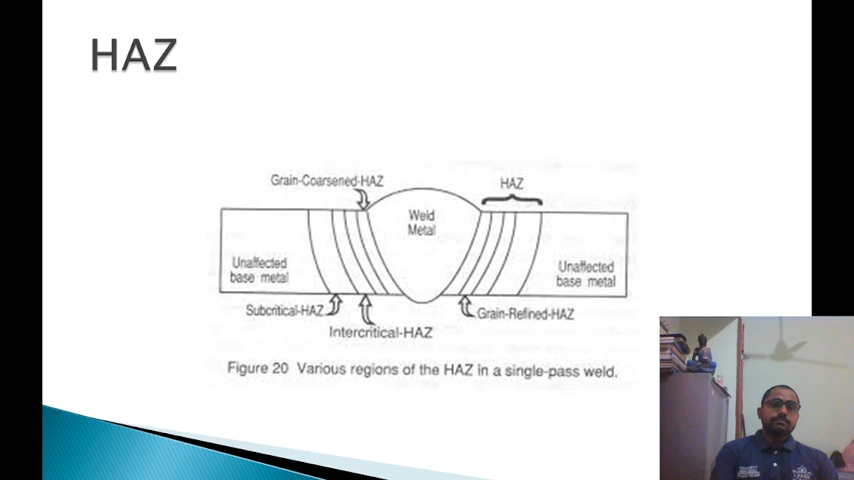 HAZ
Grain-Coarsened-HAZ
HAZ
Weld
Metal
Unaffected
base metal
Unaffected
base metal
Subcritical-HAZ
Grain-Refined-HAZ
Intercritical-HAZ
Figure 20 Various regions of the HAZ in a single-pass weld.